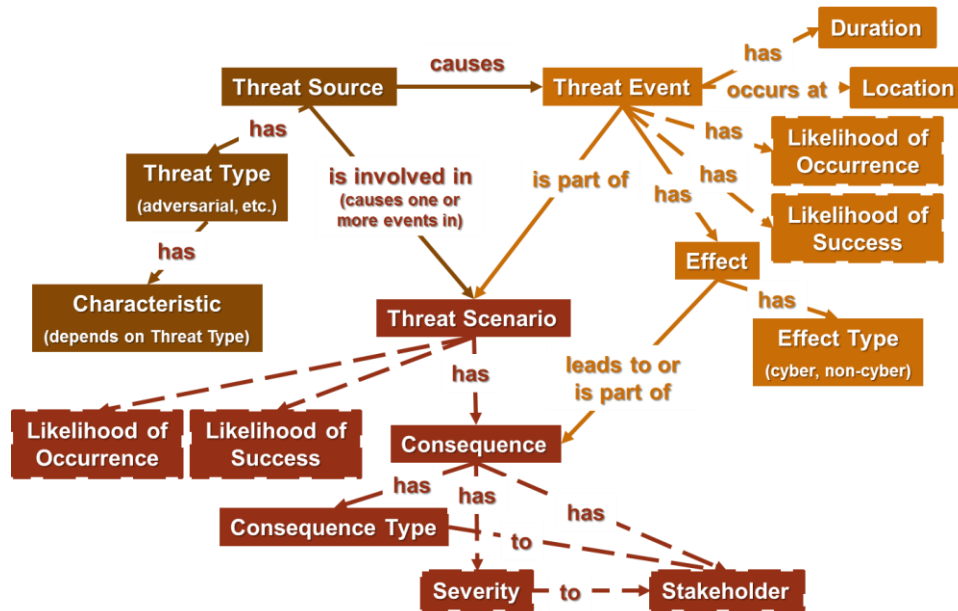 Duration
has
causes
Threat Source
Threat Event
occurs at
Location
has
has
Likelihood of
Occurrence
Threat Type
(adversarial, etc.)
is involved in
(causes one or
more events in)
is part of
has
has
Likelihood of
Success
has
Effect
Characteristic
(depends on Threat Type)
has
Threat Scenario
Effect Type
(cyber, non-cyber)
leads to or
is part of
has
Likelihood of
Occurrence
Likelihood of
Success
Consequence
has
has
has
Consequence Type
to
Severity
to
Stakeholder